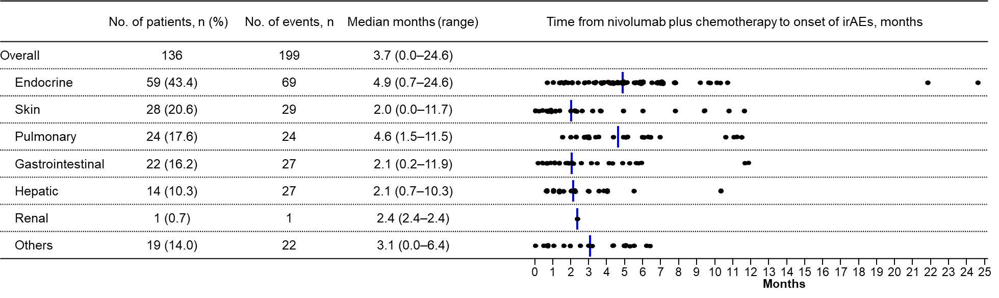 No. of patients, n (%) No. of events, n Median months (range) Time from nivolumab plus chemotherapy to onset of irAEs, months
Overall 136 199 3.7 (0.0–24.6)
Endocrine 59 (43.4) 69 4.9 (0.7–24.6)
Skin 28 (20.6) 29 2.0 (0.0–11.7)
Pulmonary 24 (17.6) 24 4.6 (1.5–11.5)
Gastrointestinal 22 (16.2) 27 2.1 (0.2–11.9)
Hepatic 14 (10.3) 27 2.1 (0.7–10.3)
Renal 1 (0.7) 1 2.4 (2.4–2.4)
Others 19 (14.0) 22 3.1 (0.0–6.4)
0 1 2 3 4 5 6 7 8 9 10 11 12 13 14 15 16 17 18 19 20 21 22 23 24 25
Months